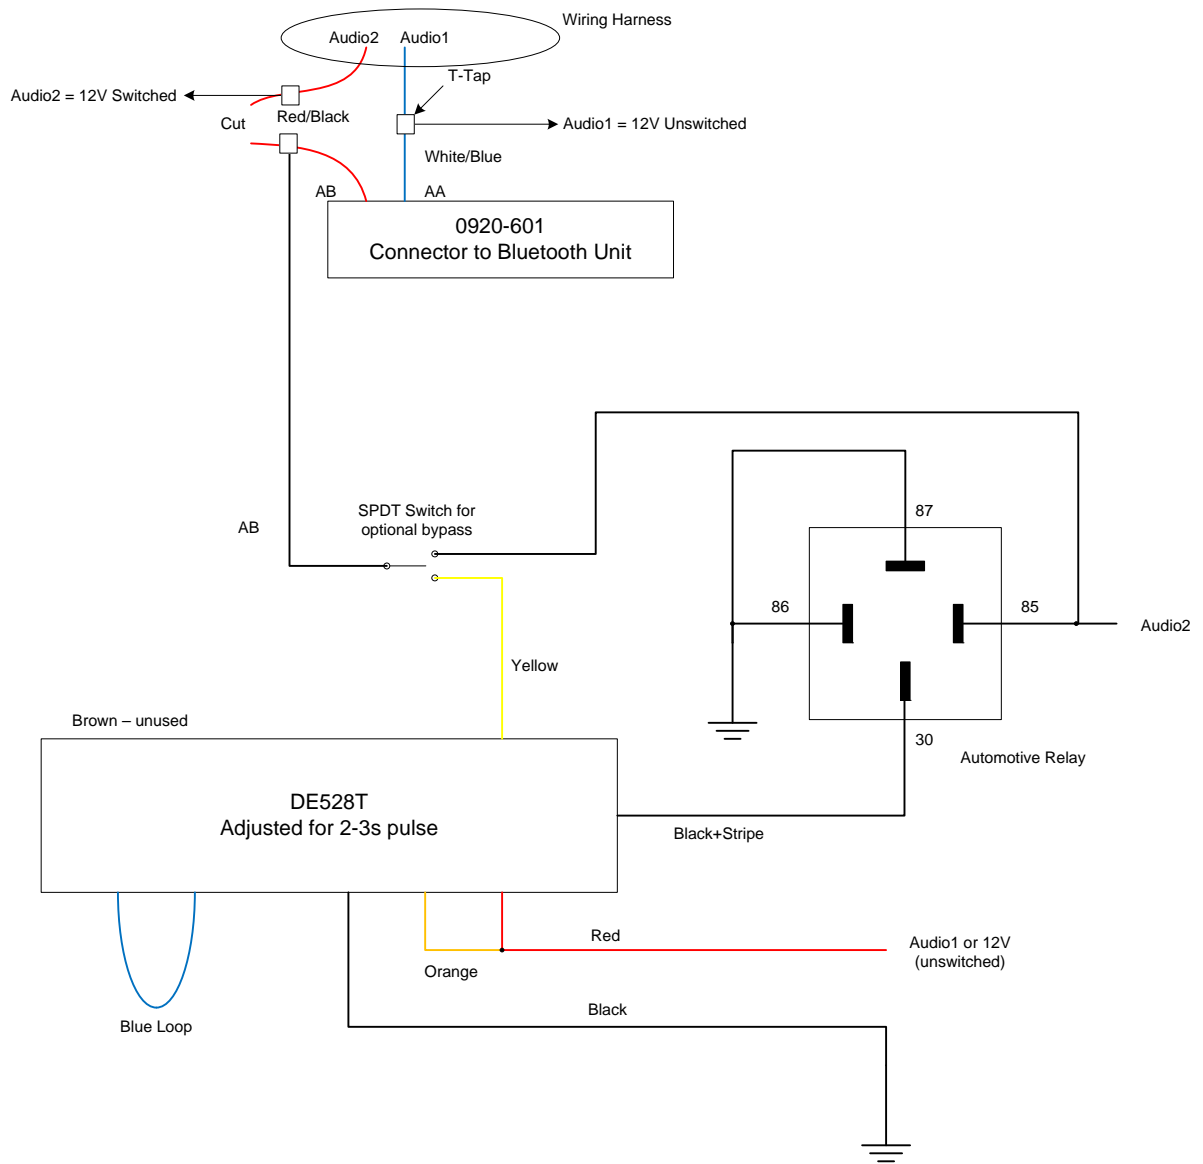 Wiring Harness
Audio2
Audio1
T-Tap
Audio2 = 12V Switched
Red/Black
Cut
Audio1 = 12V Unswitched
White/Blue
AB
AA
0920-601
Connector to Bluetooth Unit
SPDT Switch for
optional bypass
AB
87
86
85
Audio2
Yellow
Brown – unused
30
Automotive Relay
DE528T
Adjusted for 2-3s pulse
Black+Stripe
Red
Audio1 or 12V
(unswitched)
Orange
Black
Blue Loop